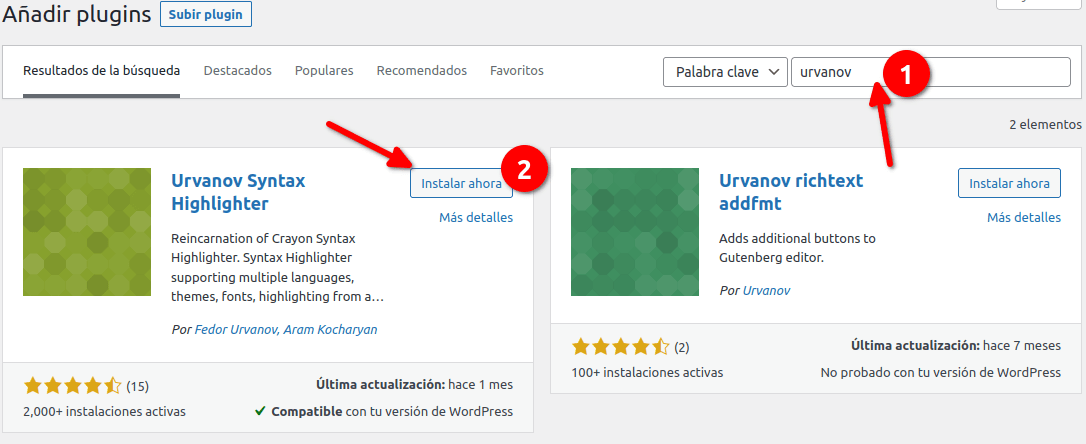 Añadir plugins
Subir plugin
Resultados de la búsqueda
Destacados
Populares
Recomendados
Favoritos
Palabra clave
urvanov
1
2 elementos
Urvanov Syntax
Highlighter
Instalar ahora
2
Más detalles
Reincarnation of Crayon Syntax
Highlighter. Syntax Highlighter
supporting multiple languages,
themes, fonts, highlighting from a…
Por Fedor Urvanov, Aram Kocharyan
(15)
Última actualización: hace 1 mes
2,000+ instalaciones activas
Compatible con tu versión de WordPress
Urvanov richtext
addfmt
Instalar ahora
Más detalles
Adds additional buttons to
Gutenberg editor.
Por Urvanov
(2)
Última actualización: hace 7 meses
100+ instalaciones activas
No probado con tu versión de WordPress